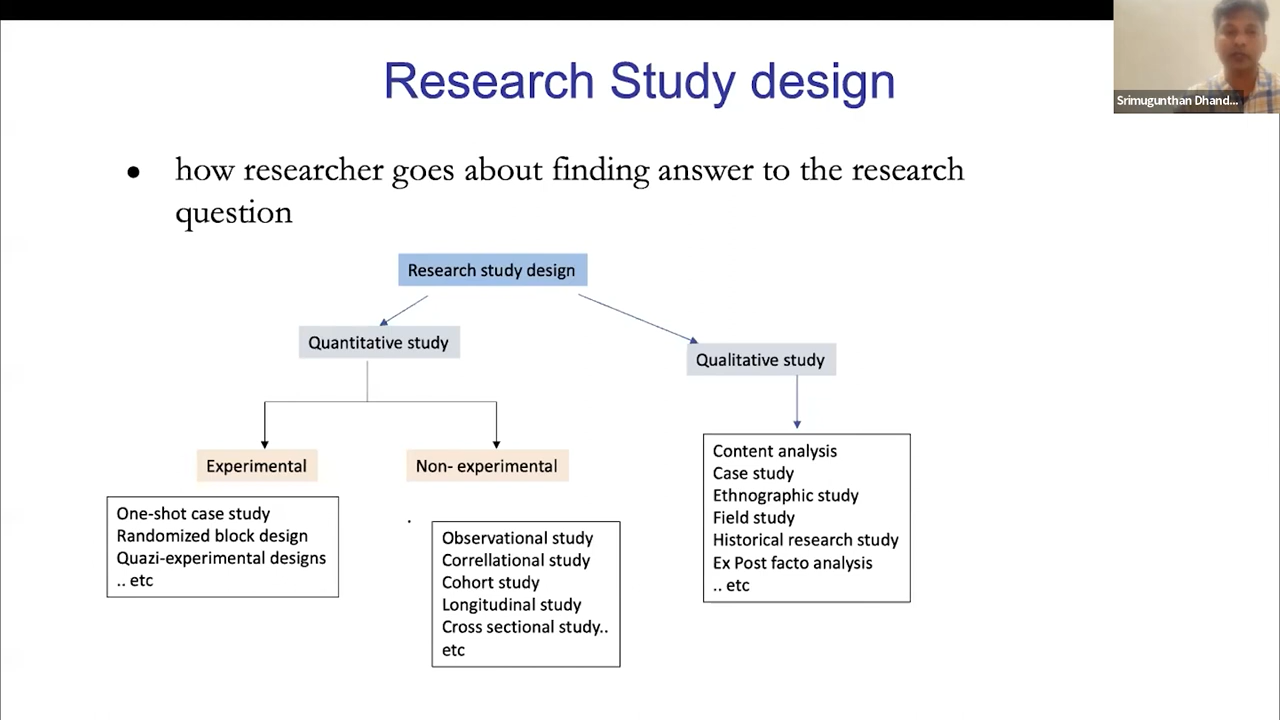 Research Study design
Srimugunthan Dhand...
• how researcher goes about finding answer to the research
question
Research study design
Quantitative study
Qualitative study
Experimental
Non- experimental
One-shot case study
Randomized block design
Quazi-experimental designs
.. etc
Observational study
Correllational study
Cohort study
Longitudinal study
Cross sectional study..
etc
Content analysis
Case study
Ethnographic study
Field study
Historical research study
Ex Post facto analysis
.. etc